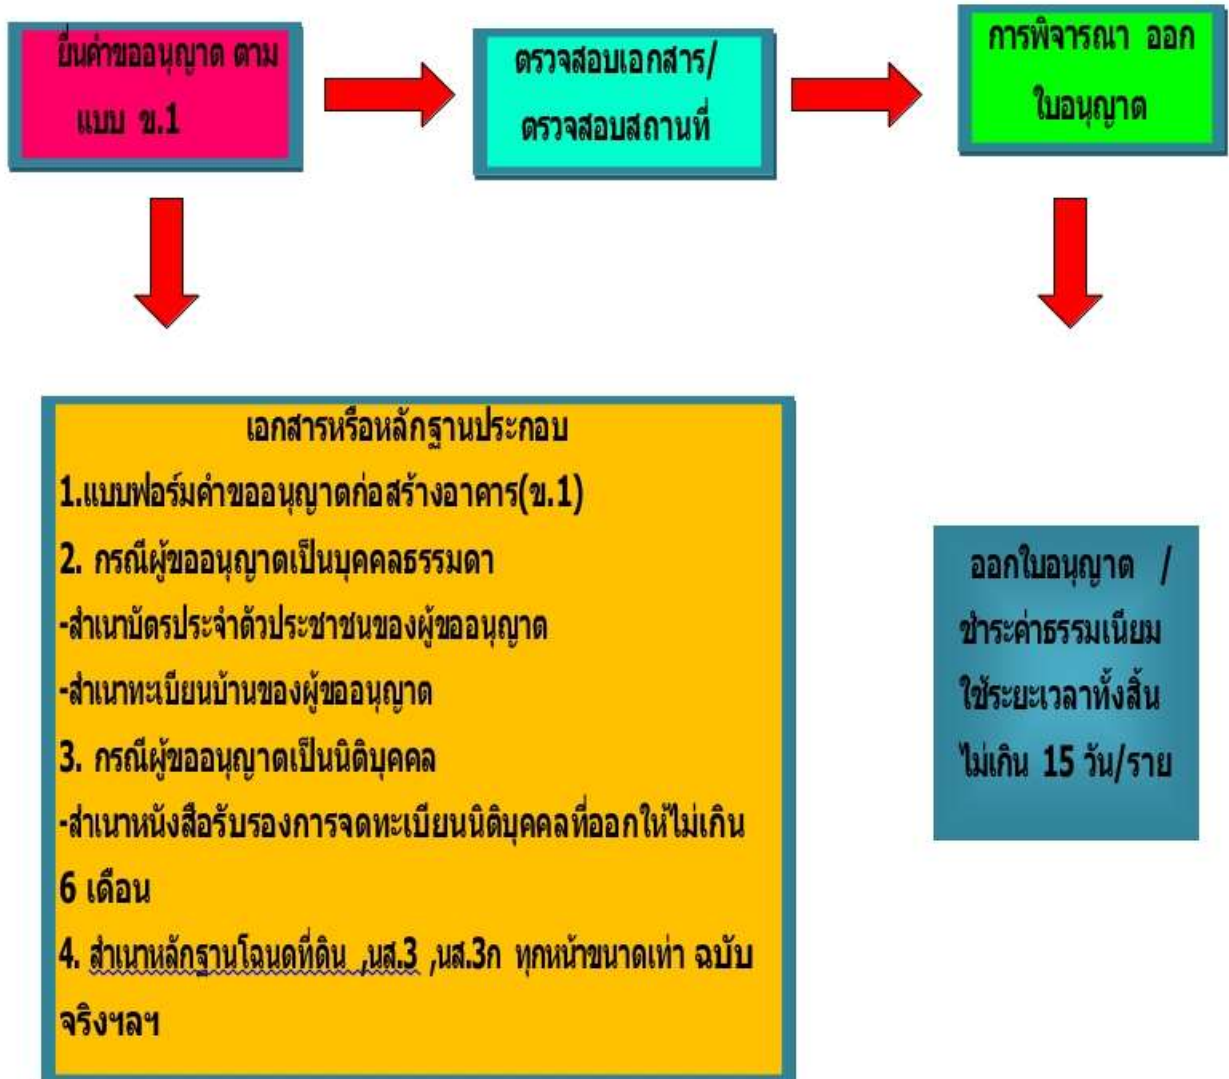 ยื่นคำขออนุญาต ตาม
แบบ ข.1
ตรวจสอบเอกสาร/
ตรวจสอบสถานที่
การพิจารณา ออก
ใบอนุญาต
เอกสารหรือหลักฐานประกอบ
1.แบบฟอร์มคำขออนุญาตก่อสร้างอาคาร(ข.1)
2. กรณีผู้ขออนุญาตเป็นบุคคลธรรมดา
-สำเนาบัตรประจำตัวประชาชนของผู้ขออนุญาต
-สำเนาทะเบียนบ้านของผู้ขออนุญาต
3. กรณีผู้ขออนุญาตเป็นนิติบุคคล
-สำเนาหนังสือรับรองการจดทะเบียนนิติบุคคลที่ออกให้ไม่เกิน
6 เดือน
4. สำเนาหลักฐานโฉนดที่ดิน ,นส.3 ,นส.3ก ทุกหน้าขนาดเท่า ฉบับ
จริงฯลฯ
ออกใบอนุญาต /
ชำระค่าธรรมเนียม
ใช้ระยะเวลาทั้งสิ้น
ไม่เกิน 15 วัน/ราย